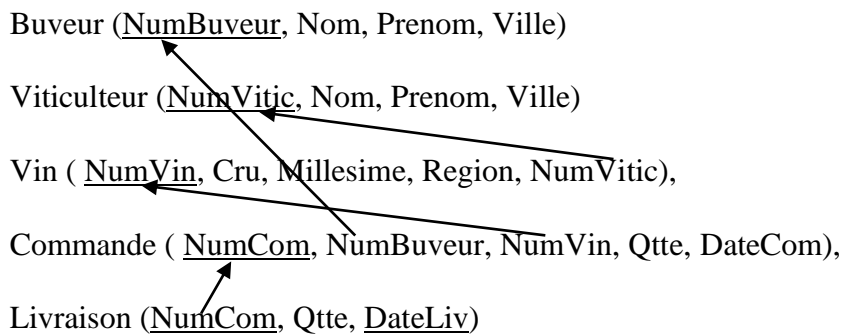 Buveur (NumBuveur, Nom, Prenom, Ville)
Viticulteur (NumVitic, Nom, Prenom, Ville)
Vin ( NumVin, Cru, Millesime, Region, NumVitic),
Commande ( NumCom, NumBuveur, NumVin, Qtte, DateCom),
Livraison (NumCom, Qtte, DateLiv)